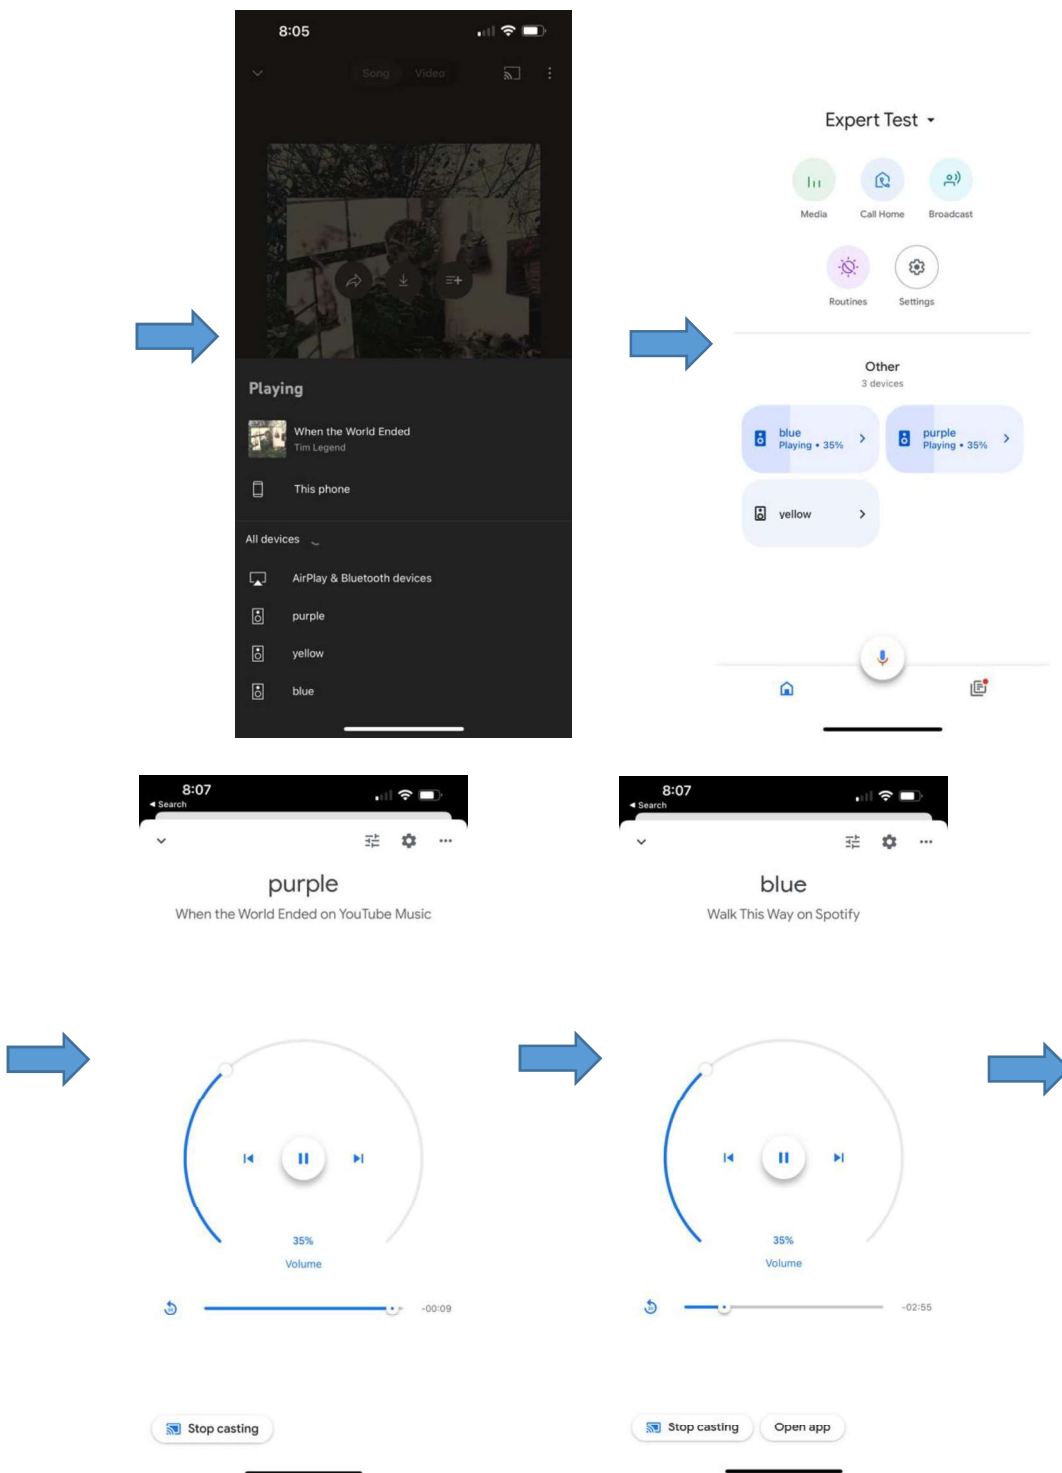 8:05
Song Video
Playing
When the World Ended
Tim Legend
This phone
All devices
AirPlay & Bluetooth devices
purple
yellow
blue
Expert Test
Media Call Home Broadcast
Routines Settings
Other
3 devices
blue
Playing • 35%
purple
Playing • 35%
yellow
8:07
Search
purple
When the World Ended on YouTube Music
35%
Volume
-00:09
Stop casting
8:07
Search
blue
Walk This Way on Spotify
35%
Volume
-02:55
Stop casting Open app